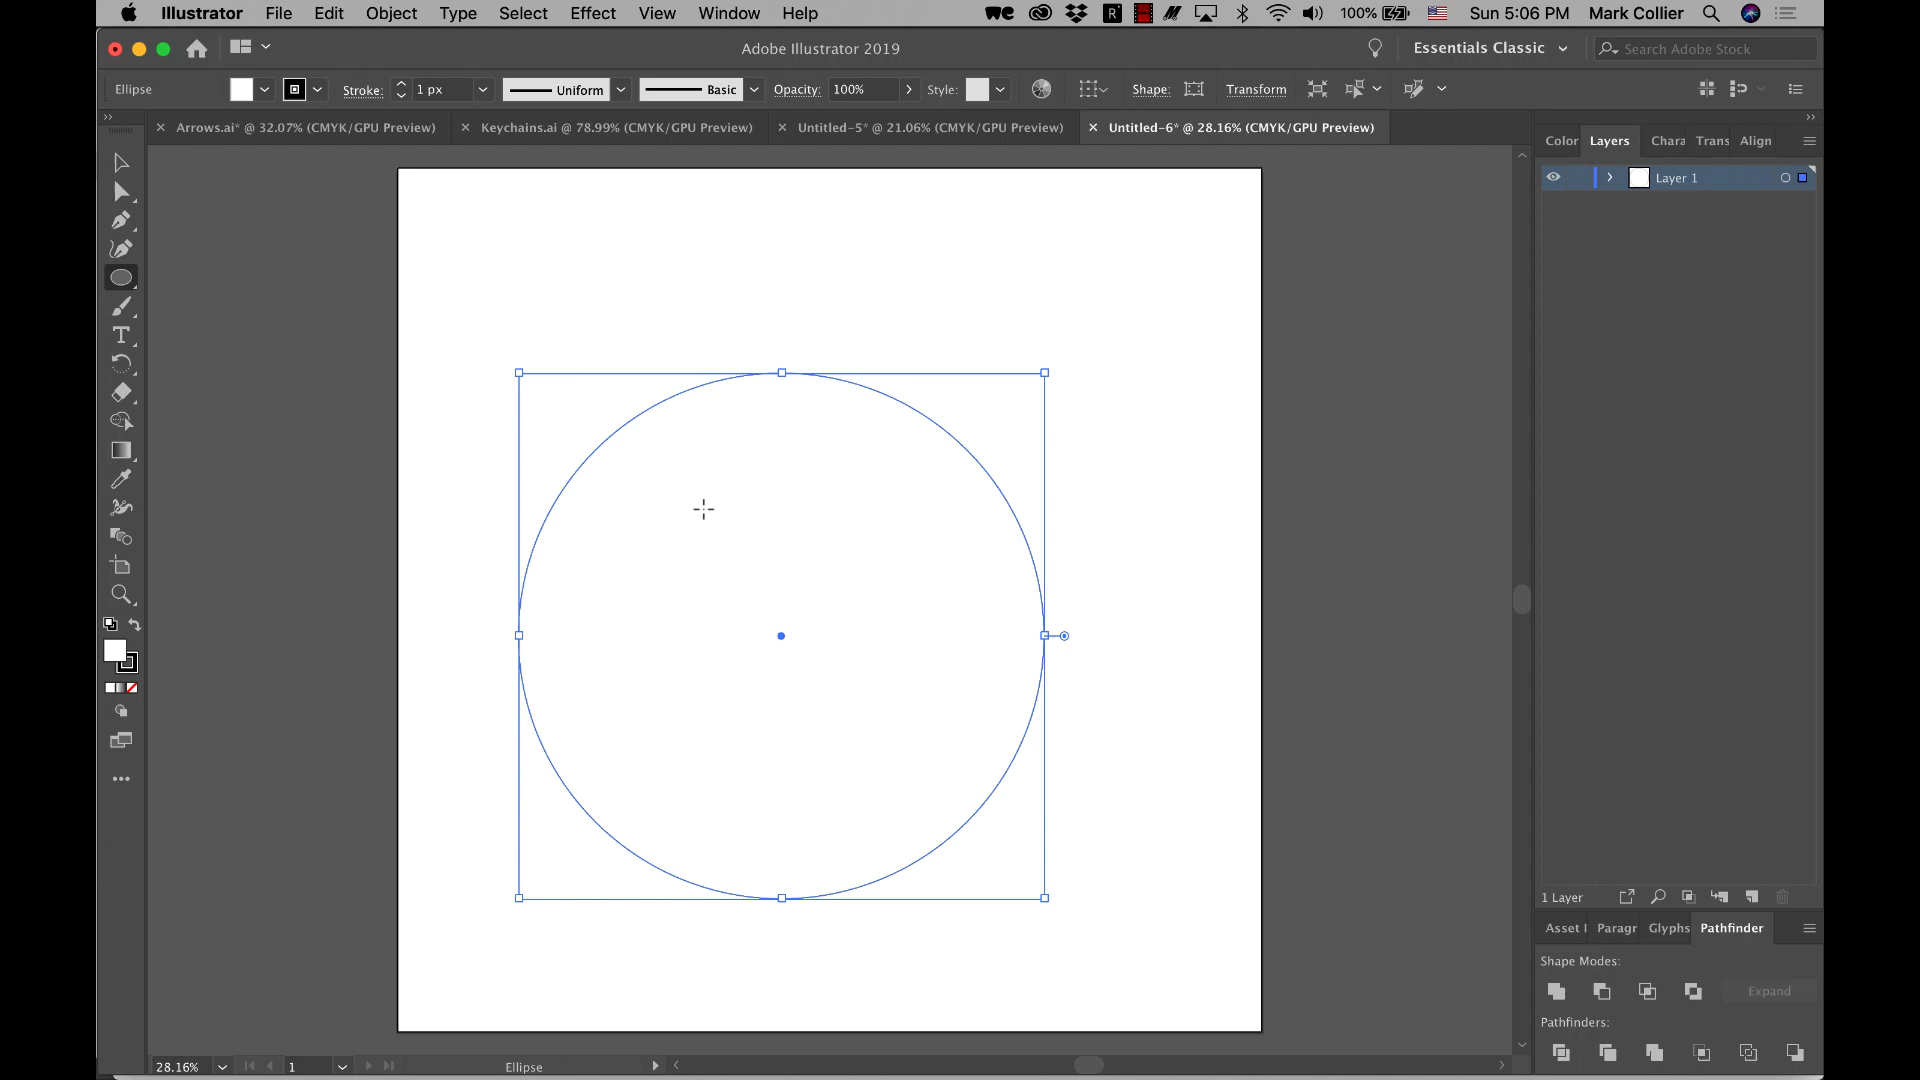 Illustrator File Edit Object Type Select Effect View Window Help 100% Sun 5:06 PM Mark Collier
Adobe Illustrator 2019 Essentials Classic Search Adobe Stock
Ellipse Stroke: 1 px Uniform Basic Opacity: 100% Style: Shape: Transform
Arrows.ai* @ 32.07% (CMYK/GPU Preview) Keychains.ai @ 78.99% (CMYK/GPU Preview) Untitled-5* @ 21.06% (CMYK/GPU Preview) Untitled-6* @ 28.16% (CMYK/GPU Preview)
Color Layers Chara Trans Align
Layer 1
1 Layer
Asset Paragr Glyphs Pathfinder
Shape Modes:
Expand
Pathfinders:
28.16% 1 Ellipse